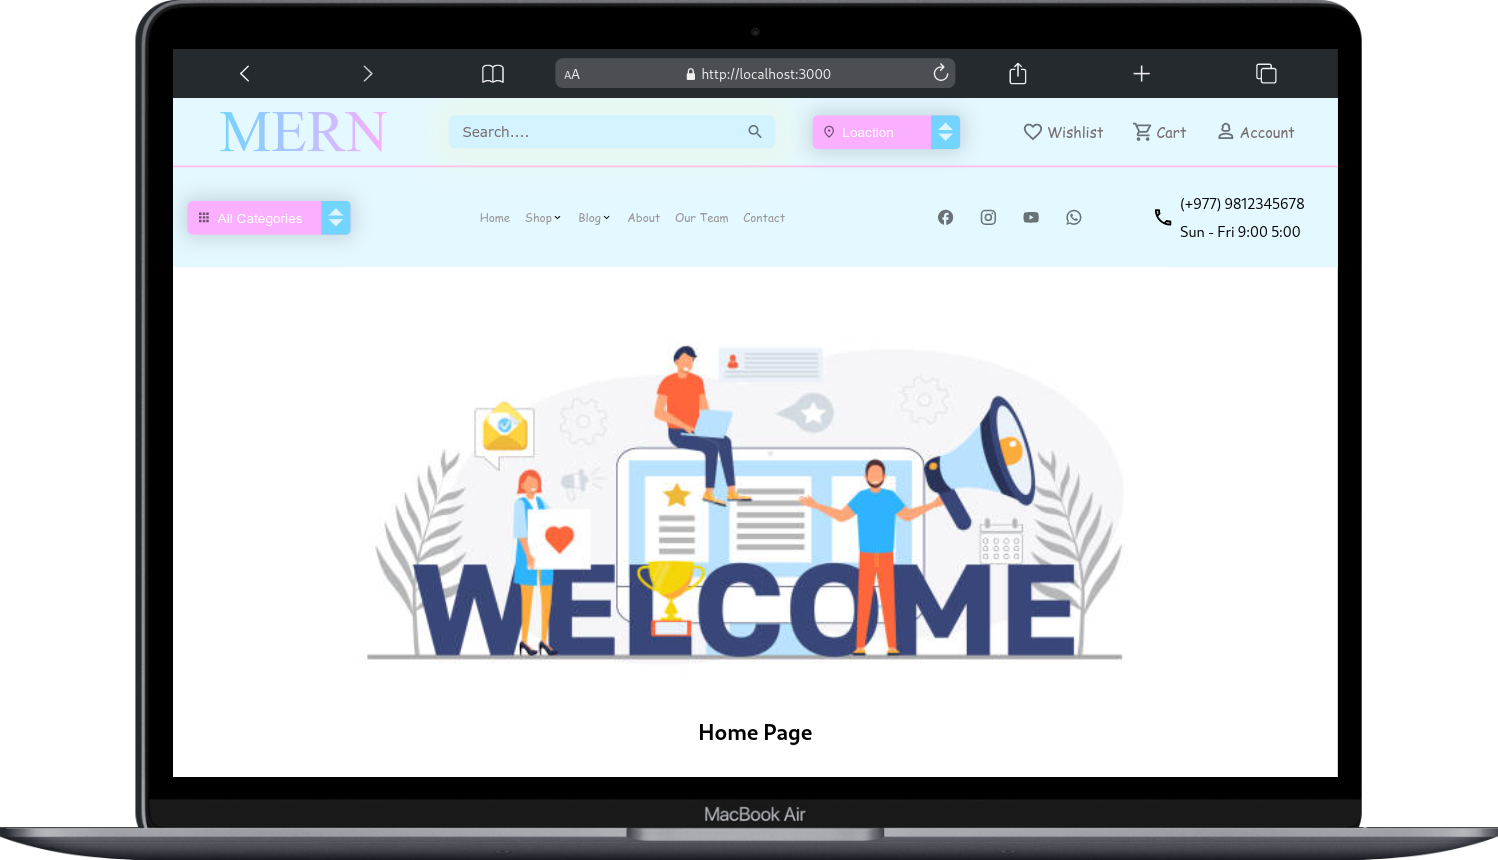 AA
http://localhost:3000
MERN
Search....
Loaction
Wishlist
Cart
Account
All Categories
Home
Shop
Blog
About
Our Team
Contact
(+977) 9812345678
Sun - Fri 9:00 5:00
WELCOME
Home Page
MacBook Air